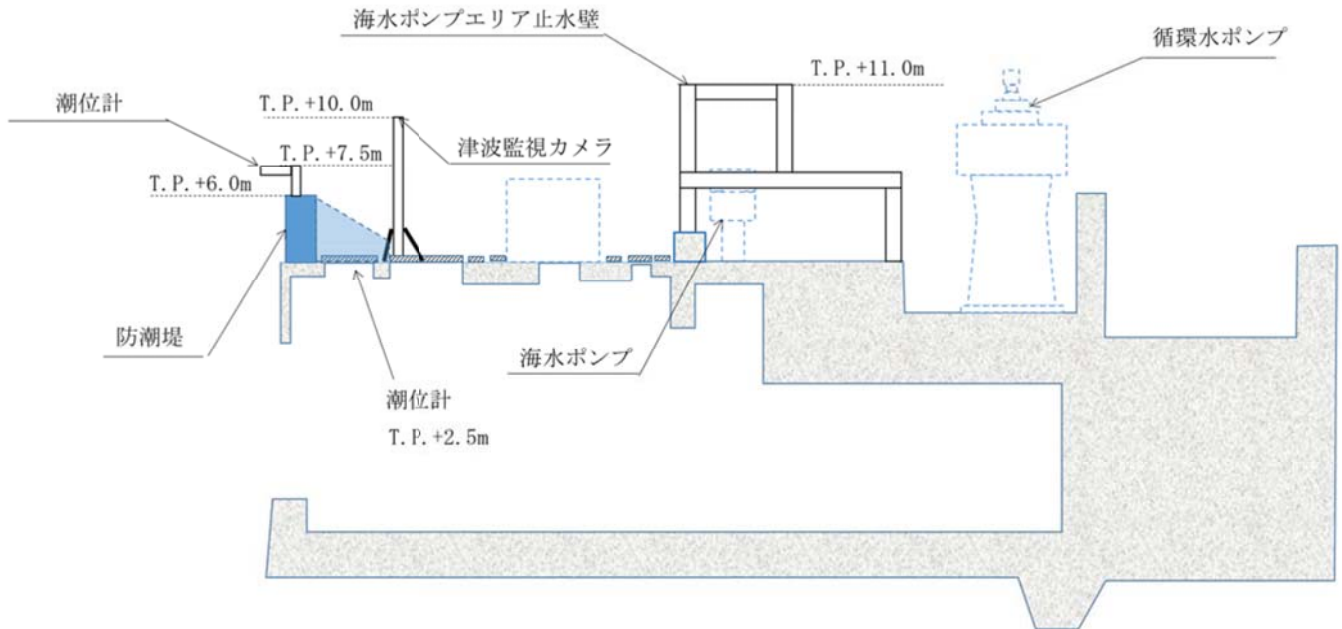 海水ポンプエリア止水壁
循環水ポンプ
T.P.+11.0m
潮位計
T.P.+10.0m
津波監視カメラ
T.P.+7.5m
T.P.+6.0m
防潮堤
海水ポンプ
潮位計
T.P.+2.5m